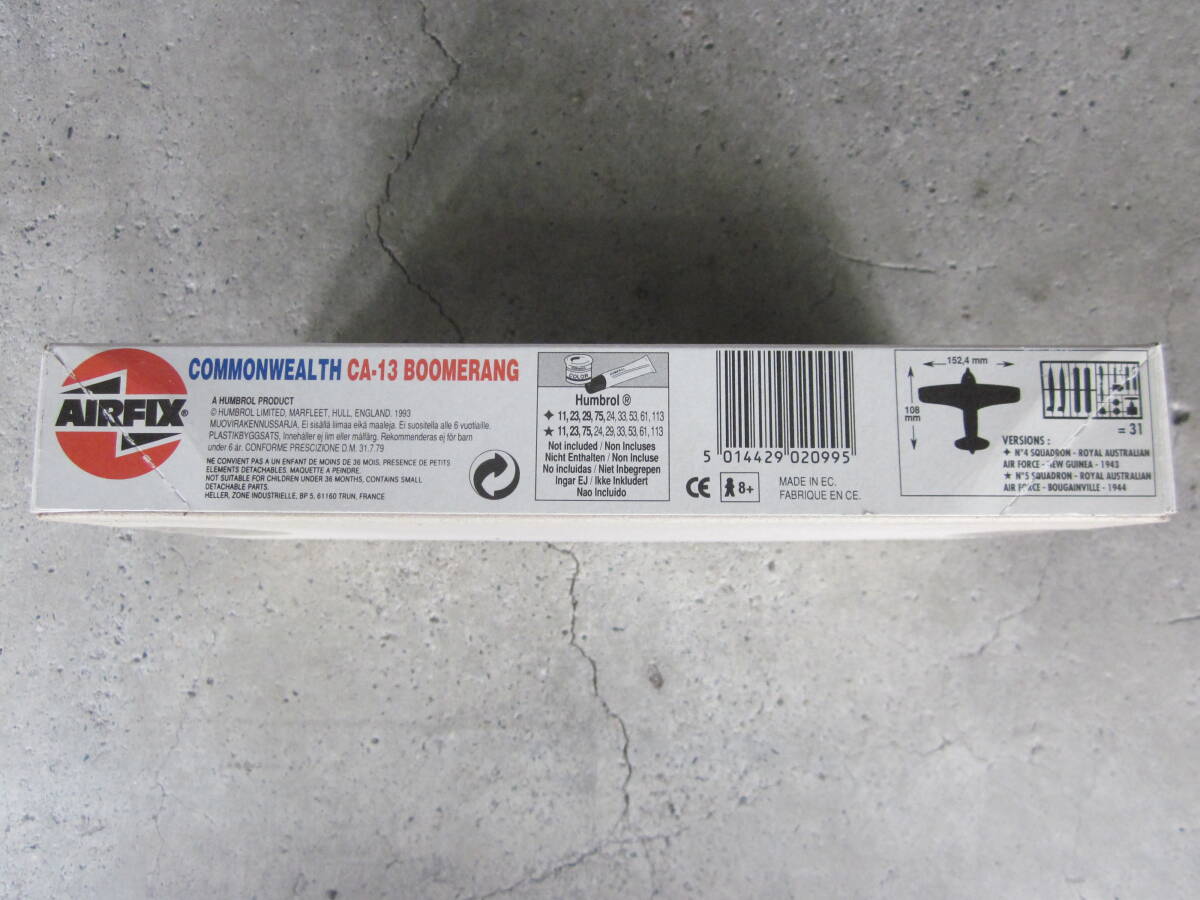 AIRFIX®
COMMONWEALTH CA-13 BOOMERANG
A HUMBROL PRODUCT
© HUMBROL LIMITED, MARFLEET, HULL, ENGLAND. 1993
MUOVIRAKENNUSSARJA. Ei sisällä liimaa eikä maaleja. Ei suositella alle 6 vuotiaille.
PLASTIKBYGGSATS, Innehåller ej lim eller målfärg. Rekommenderas ej för barn
under 6 år. CONFORME PRESCIZIONE D.M. 31.7.79
NE CONVIENT PAS A UN ENFANT DE MOINS DE 36 MOIS, PRESENCE DE PETITS
ELEMENTS DETACHABLES. MAQUETTE A PEINDRE.
NOT SUITABLE FOR CHILDREN UNDER 36 MONTHS, CONTAINS SMALL
DETACHABLE PARTS.
HELLER, ZONE INDUSTRIELLE, BP 5, 61160 TRUN, FRANCE
COLOR
HUMBROL
Humbrol ®
✦ 11, 23, 29, 75, 24, 33, 53, 61, 113
★ 11, 23, 75, 24, 29, 33, 53, 61, 113
Not included / Non Incluses
Nicht Enthalten / Non Incluse
No incluidas / Niet Inbegrepen
Ingar EJ / Ikke Inkludert
Nao Incluido
5 014429 020995
CE 8+
MADE IN EC.
FABRIQUE EN CE.
152,4 mm
108
mm
= 31
VERSIONS :
✦ N°4 SQUADRON - ROYAL AUSTRALIAN
AIR FORCE - NEW GUINEA - 1943
★ N°5 SQUADRON - ROYAL AUSTRALIAN
AIR FORCE - BOUGAINVILLE - 1944